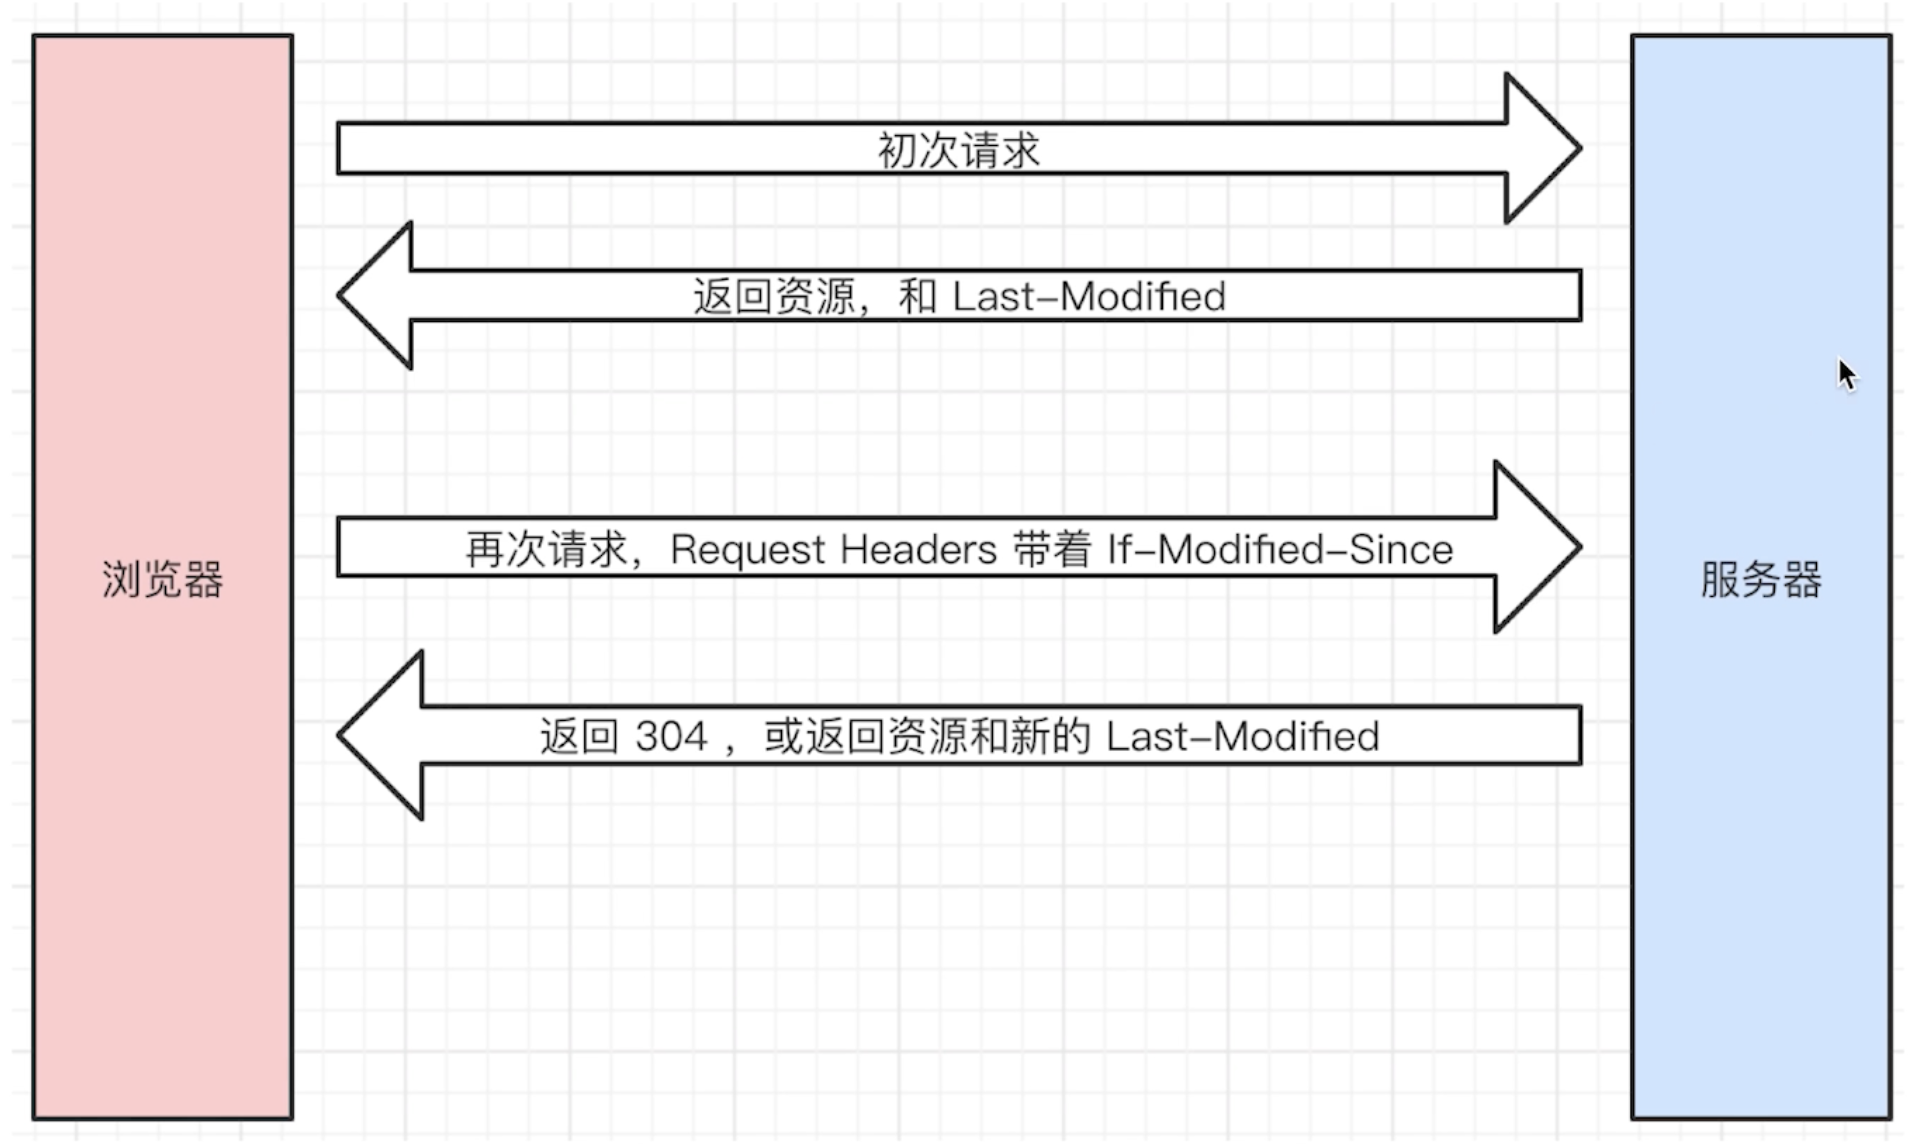 初次请求
返回资源，和 Last-Modified
再次请求，Request Headers 带着 If-Modified-Since
浏览器
服务器
返回 304 ，或返回资源和新的 Last-Modified